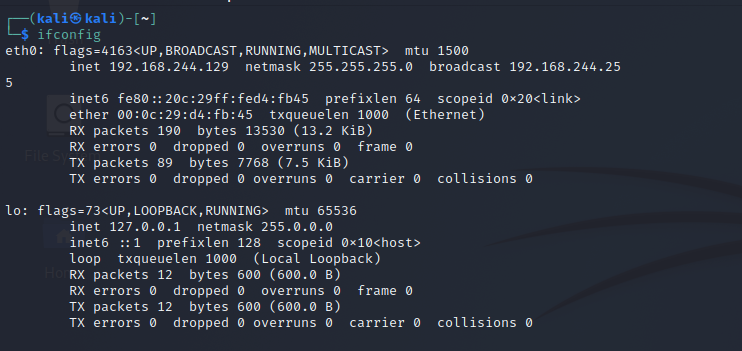 ┌──(kali㉿kali)-[~]
└─$ ifconfig
eth0: flags=4163<UP,BROADCAST,RUNNING,MULTICAST>  mtu 1500
        inet 192.168.244.129  netmask 255.255.255.0  broadcast 192.168.244.25
5
        inet6 fe80::20c:29ff:fed4:fb45  prefixlen 64  scopeid 0×20<link>
        ether 00:0c:29:d4:fb:45  txqueuelen 1000  (Ethernet)
        RX packets 190  bytes 13530 (13.2 KiB)
        RX errors 0  dropped 0  overruns 0  frame 0
        TX packets 89  bytes 7768 (7.5 KiB)
        TX errors 0  dropped 0 overruns 0  carrier 0  collisions 0

lo: flags=73<UP,LOOPBACK,RUNNING>  mtu 65536
        inet 127.0.0.1  netmask 255.0.0.0
        inet6 ::1  prefixlen 128  scopeid 0×10<host>
        loop  txqueuelen 1000  (Local Loopback)
        RX packets 12  bytes 600 (600.0 B)
        RX errors 0  dropped 0  overruns 0  frame 0
        TX packets 12  bytes 600 (600.0 B)
        TX errors 0  dropped 0 overruns 0  carrier 0  collisions 0